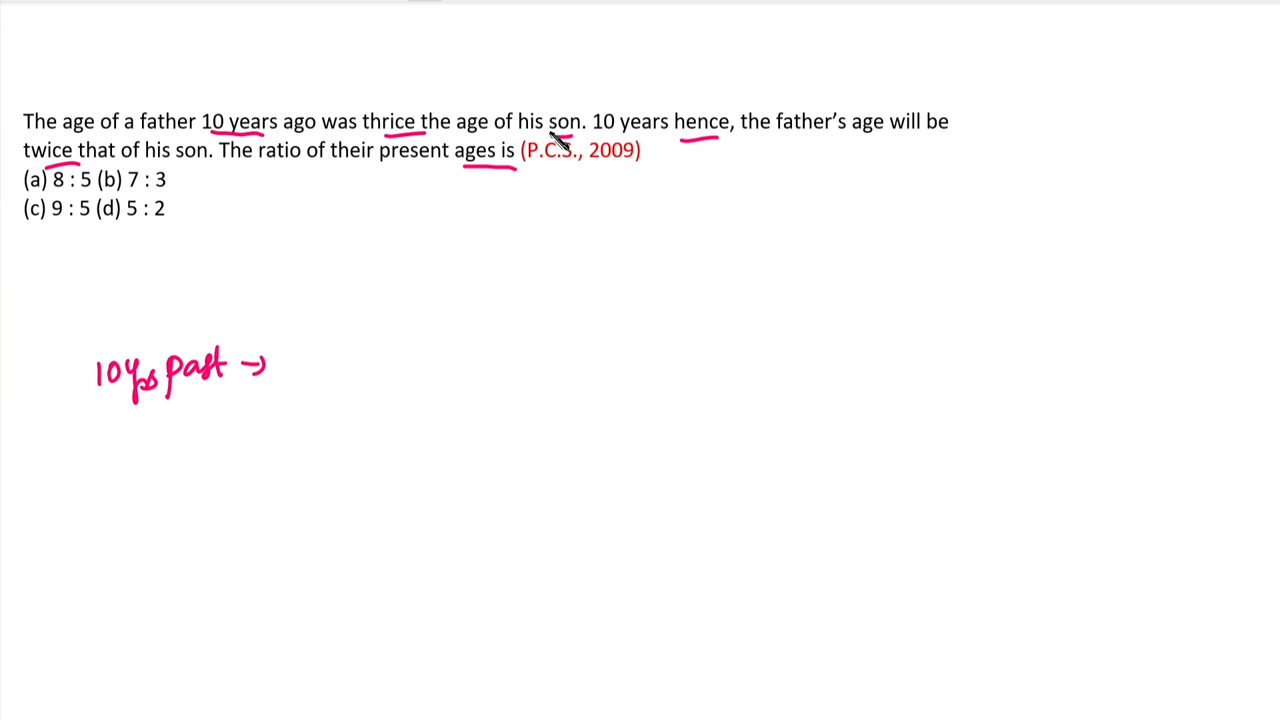 The age of a father 10 years ago was thrice the age of his son. 10 years hence, the father’s age will be
twice that of his son. The ratio of their present ages is (P.C.S., 2009)
(a) 8 : 5 (b) 7 : 3
(c) 9 : 5 (d) 5 : 2
10yrs past →